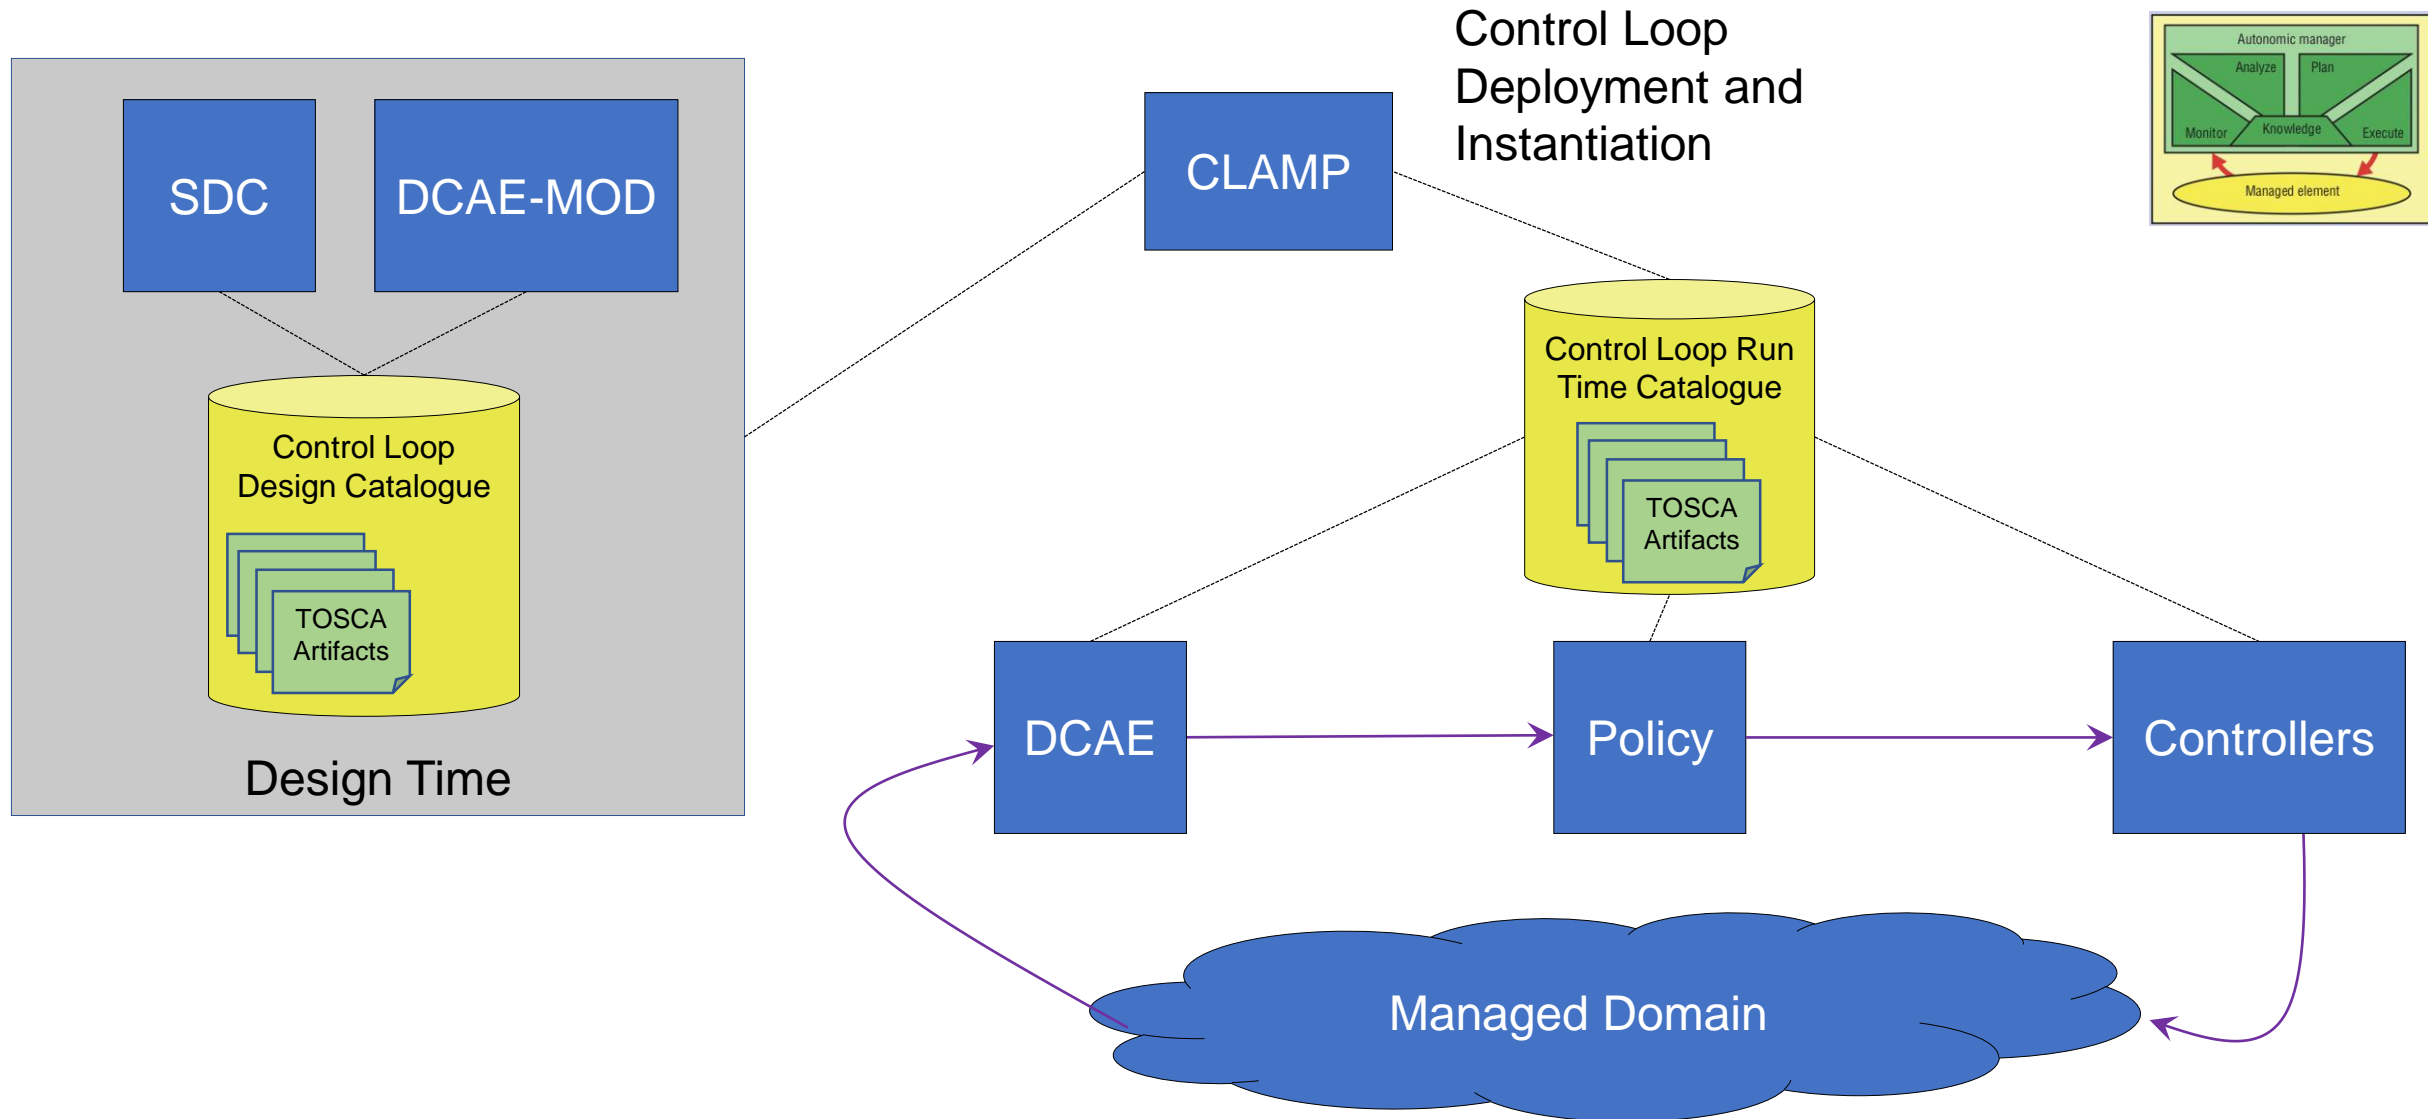 Control Loop
Deployment and
Instantiation
Autonomic manager
Analyze
Plan
Monitor
Knowledge
Execute
Managed element
SDC
DCAE-MOD
CLAMP
Control Loop
Design Catalogue
TOSCA
Artifacts
Design Time
Control Loop Run
Time Catalogue
TOSCA
Artifacts
DCAE
Policy
Controllers
Managed Domain